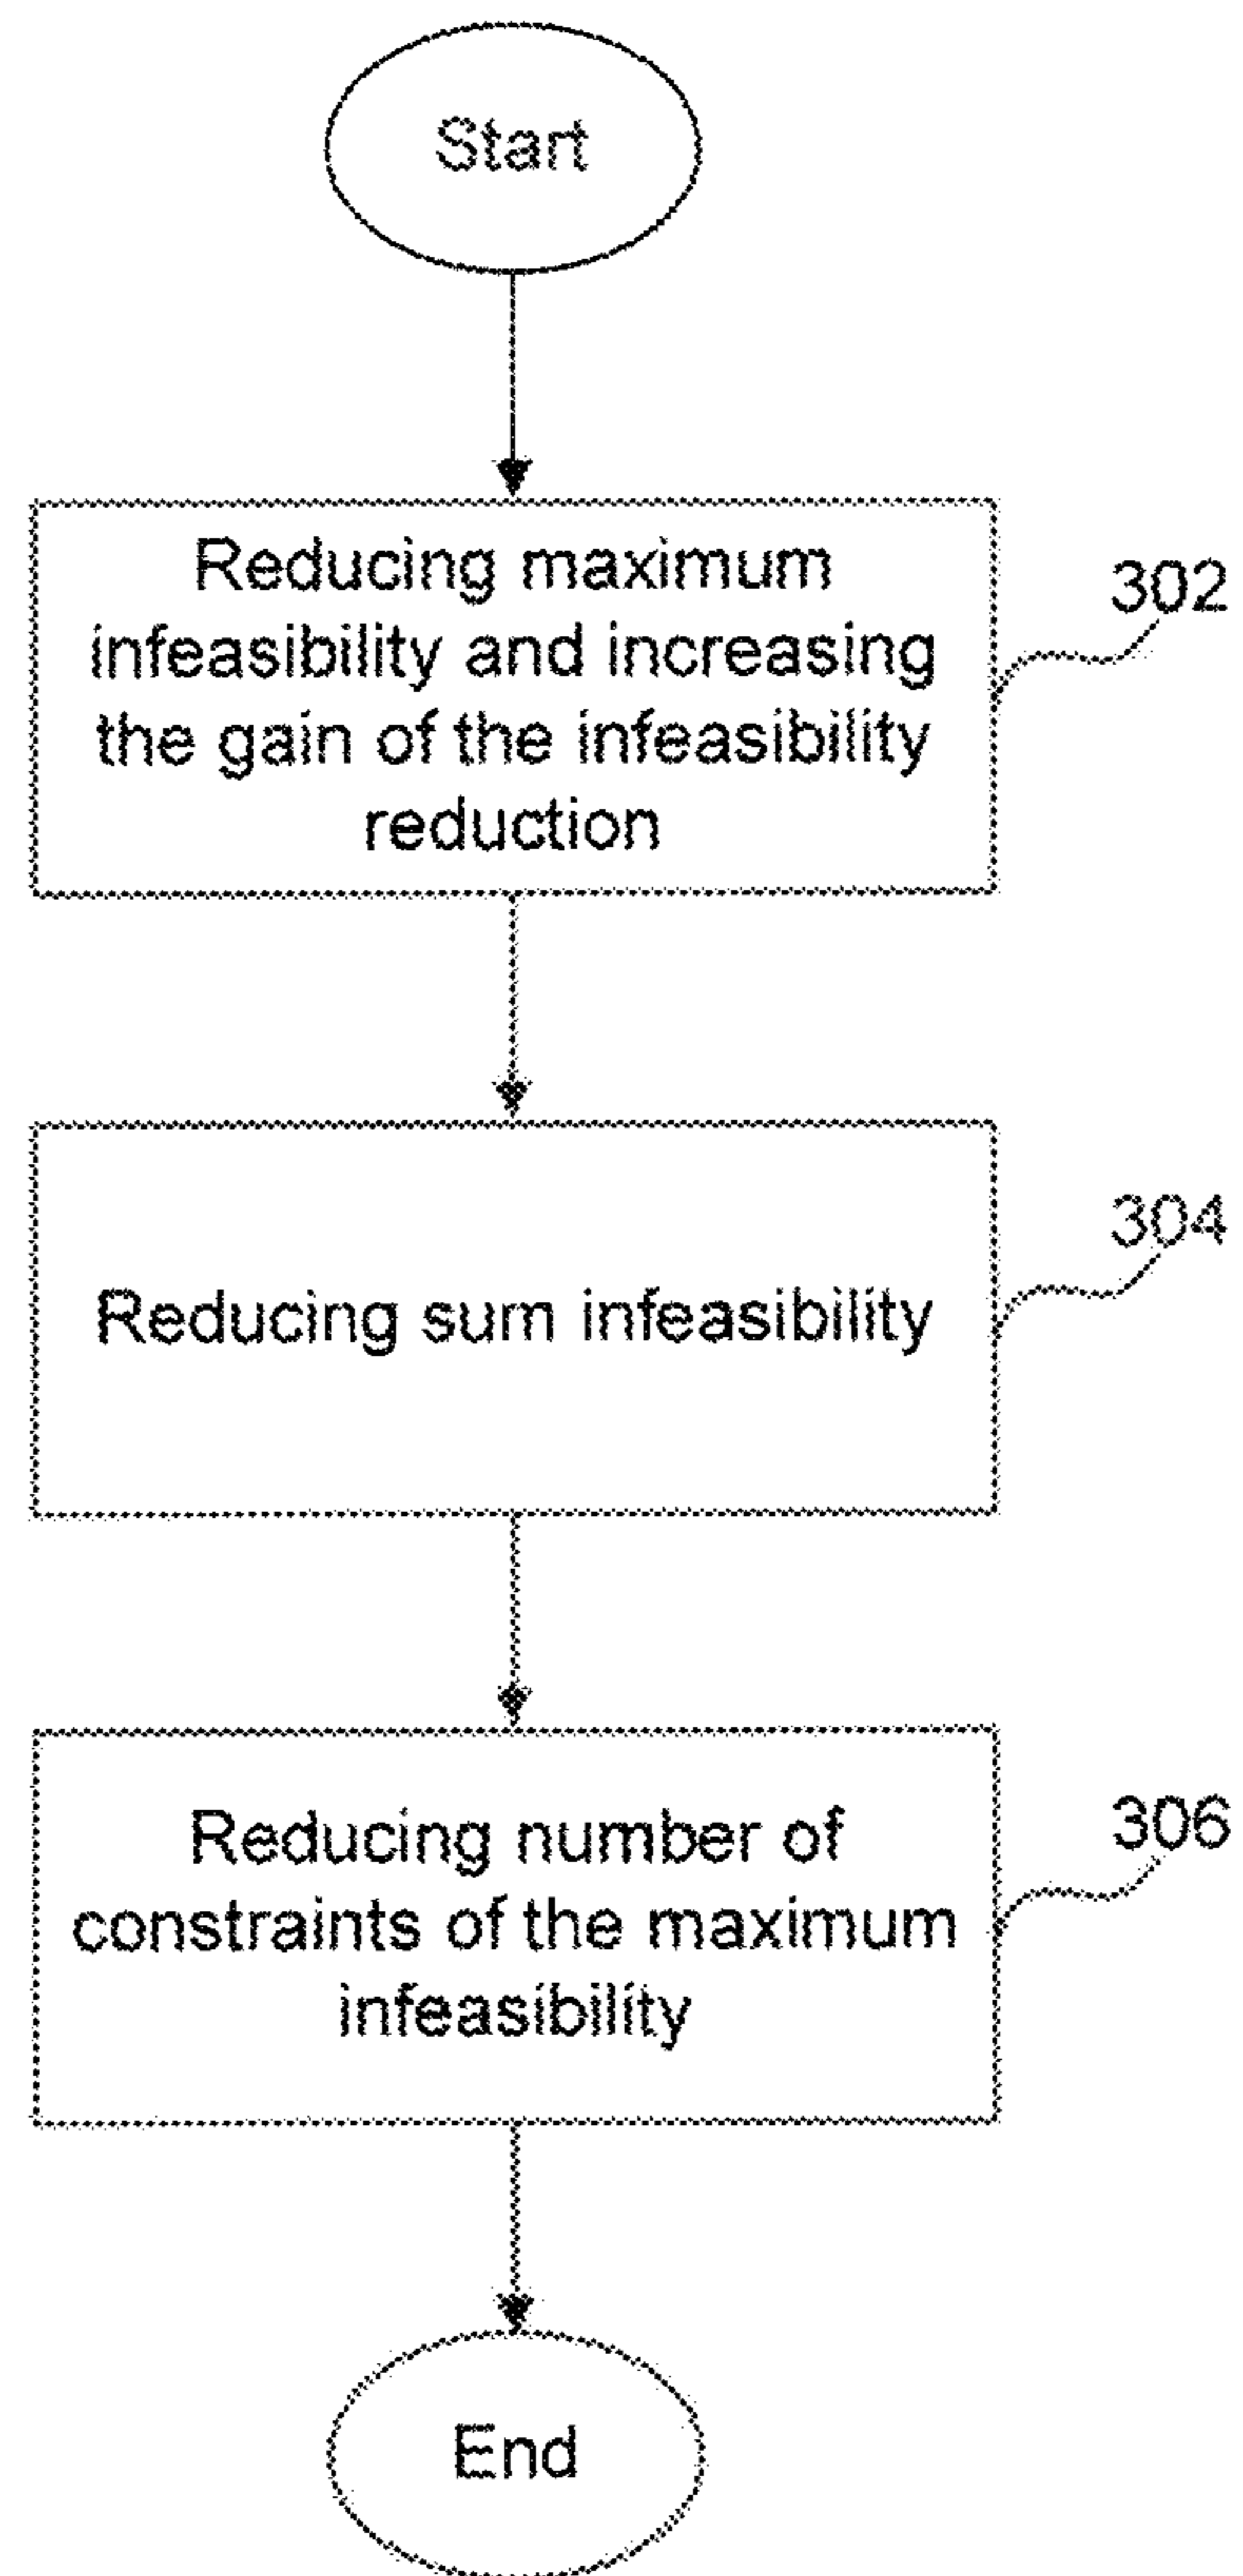 Start
Reducing maximum
infeasibility and increasing
the gain of the infeasibility
reduction
302
Reducing sum infeasibility
304
Reducing number of
constraints of the maximum
infeasibility
306
End